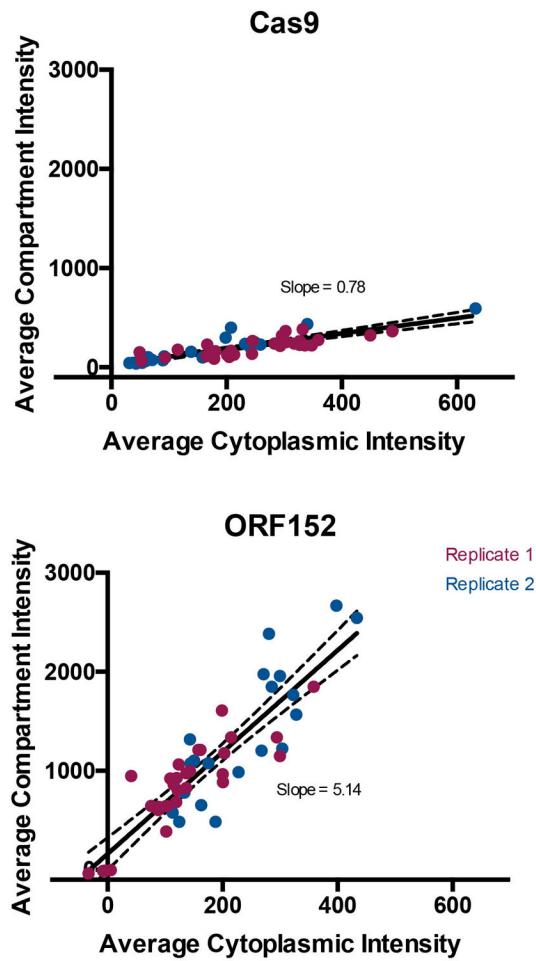 Cas9
Average Compartment Intensity
3000
2000
1000
0
Slope = 0.78
0 200 400 600
Average Cytoplasmic Intensity
ORF152
Replicate 1
Replicate 2
Average Compartment Intensity
3000
2000
1000
0
Slope = 5.14
0 200 400 600
Average Cytoplasmic Intensity